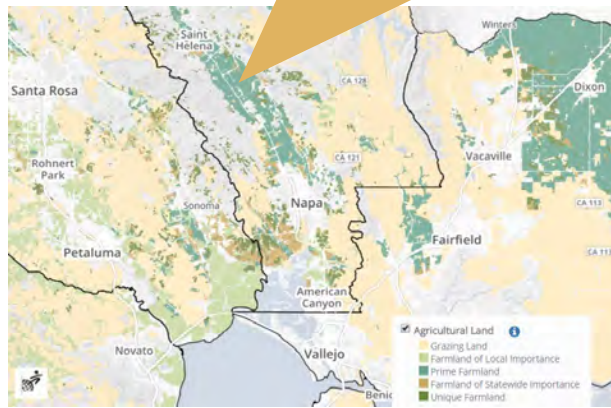 Saint
Helena
Winters
CA 128
Dixon
Santa Rosa
Rohnert
Park
CA 121
Vacaville
Sonoma
Napa
CA 113
Petaluma
Fairfield
CA 113
American
Canyon
Novato
Vallejo
Agricultural Land
Grazing Land
Farmland of Local Importance
Prime Farmland
Farmland of Statewide Importance
Unique Farmland